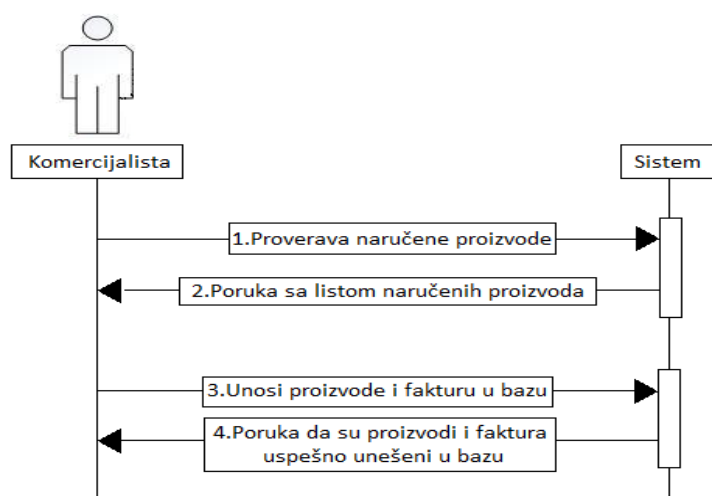 Komercijalista
Sistem
1.Proverava naručene proizvode
2.Poruka sa listom naručenih proizvoda
3.Unosi proizvode i fakturu u bazu
4.Poruka da su proizvodi i faktura
uspešno unešeni u bazu